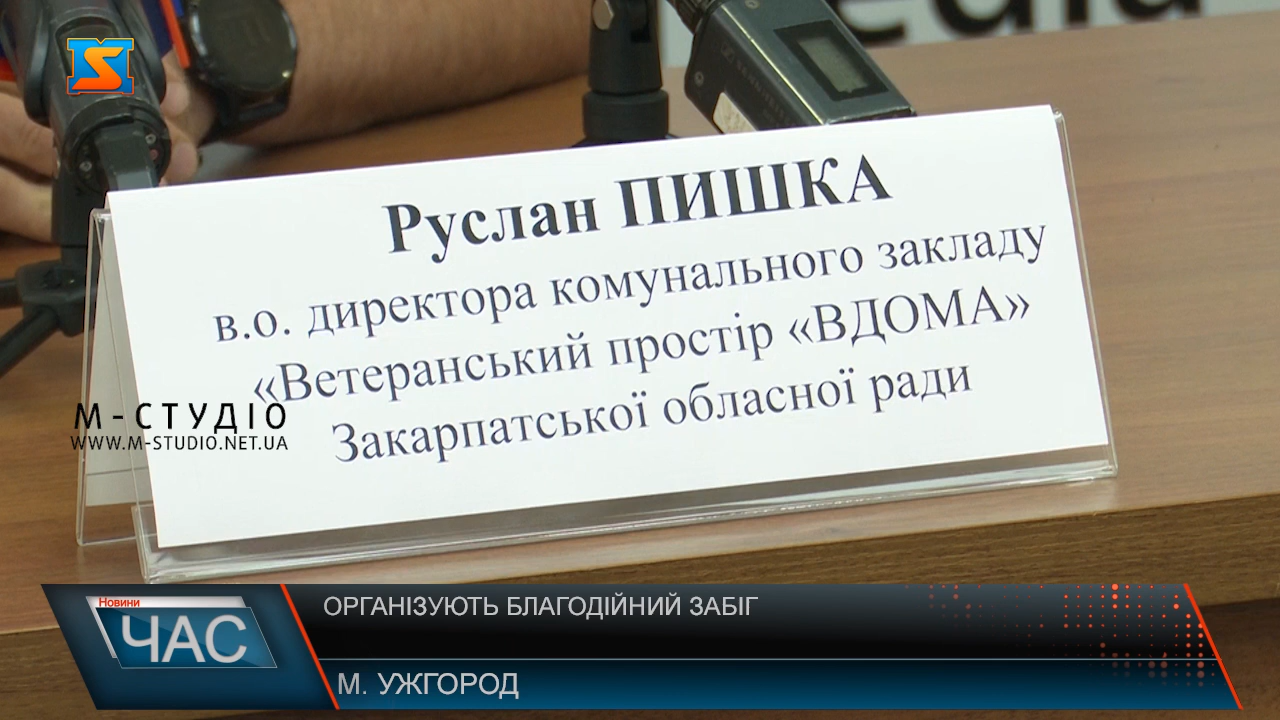 media
Руслан ПИШКА
в.о. директора комунального закладу
«Ветеранський простір «ВДОМА»
Закарпатської обласної ради
М-СТУДІО
WWW.M-STUDIO.NET.UA
Новини
ЧАС
ОРГАНІЗУЮТЬ БЛАГОДІЙНИЙ ЗАБІГ
М. УЖГОРОД